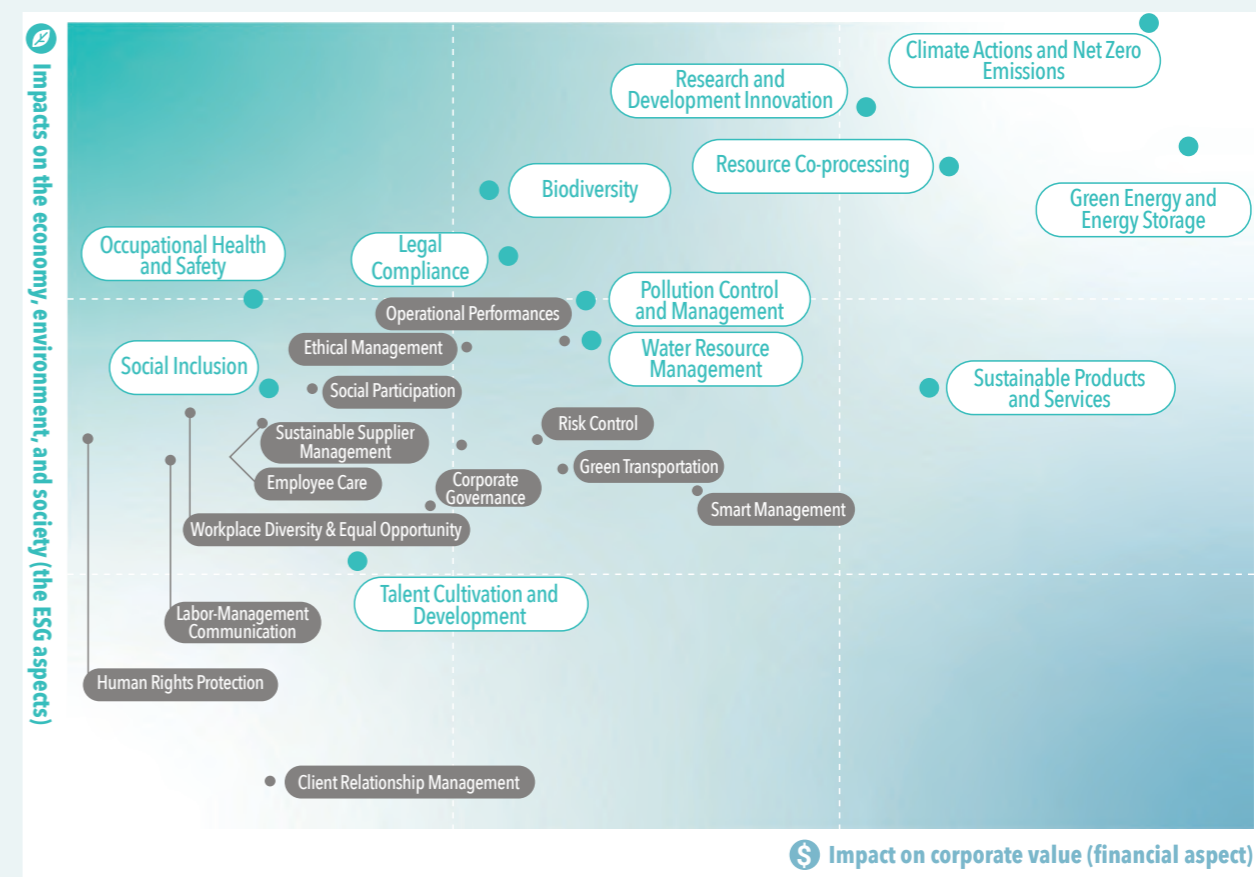 Impacts on the economy, environment, and society (the ESG aspects)
Climate Actions and Net Zero
Emissions
Research and
Development Innovation
Resource Co-processing
Biodiversity
Green Energy and
Energy Storage
Occupational Health
and Safety
Legal
Compliance
Pollution Control
and Management
Operational Performances
Ethical Management
Water Resource
Management
Social Inclusion
Social Participation
Sustainable Products
and Services
Sustainable Supplier
Management
Risk Control
Green Transportation
Employee Care
Corporate
Governance
Smart Management
Workplace Diversity & Equal Opportunity
Talent Cultivation and
Development
Labor-Management
Communication
Human Rights Protection
Client Relationship Management
$ Impact on corporate value (financial aspect)